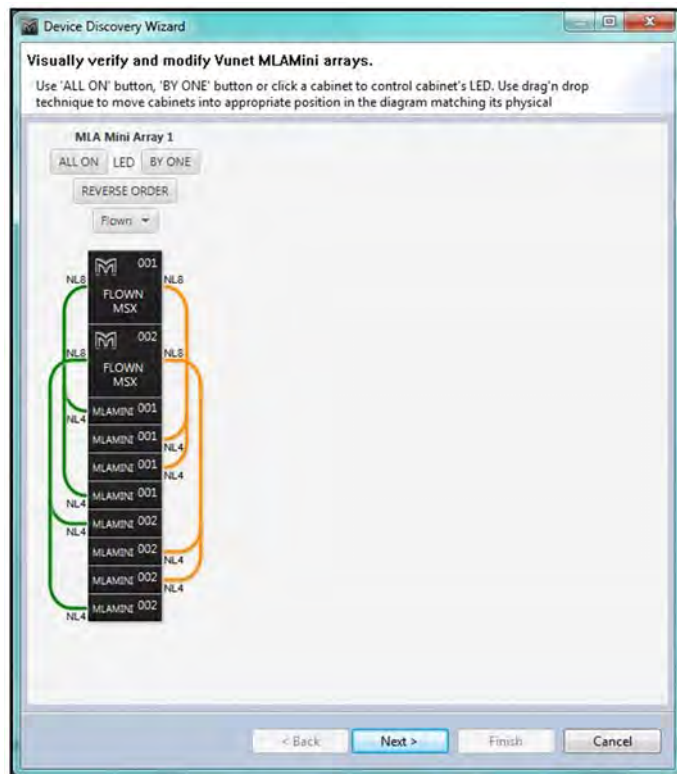 Device Discovery Wizard
Visually verify and modify Vunet MLAMini arrays.
Use 'ALL ON' button, 'BY ONE' button or click a cabinet to control cabinet's LED. Use drag'n drop
technique to move cabinets into appropriate position in the diagram matching its physical
MLA Mini Array 1
ALL ON LED BY ONE
REVERSE ORDER
Flown
001
NL8 NL8
FLOWN
MSX
002
NL8 NL8
FLOWN
MSX
MLAMINI 001
NL4
MLAMINI 001
NL4
MLAMINI 001
NL4
MLAMINI 001
NL4
MLAMINI 002
NL4
MLAMINI 002
NL4
MLAMINI 002
NL4
MLAMINI 002
NL4
< Back Next > Finish Cancel